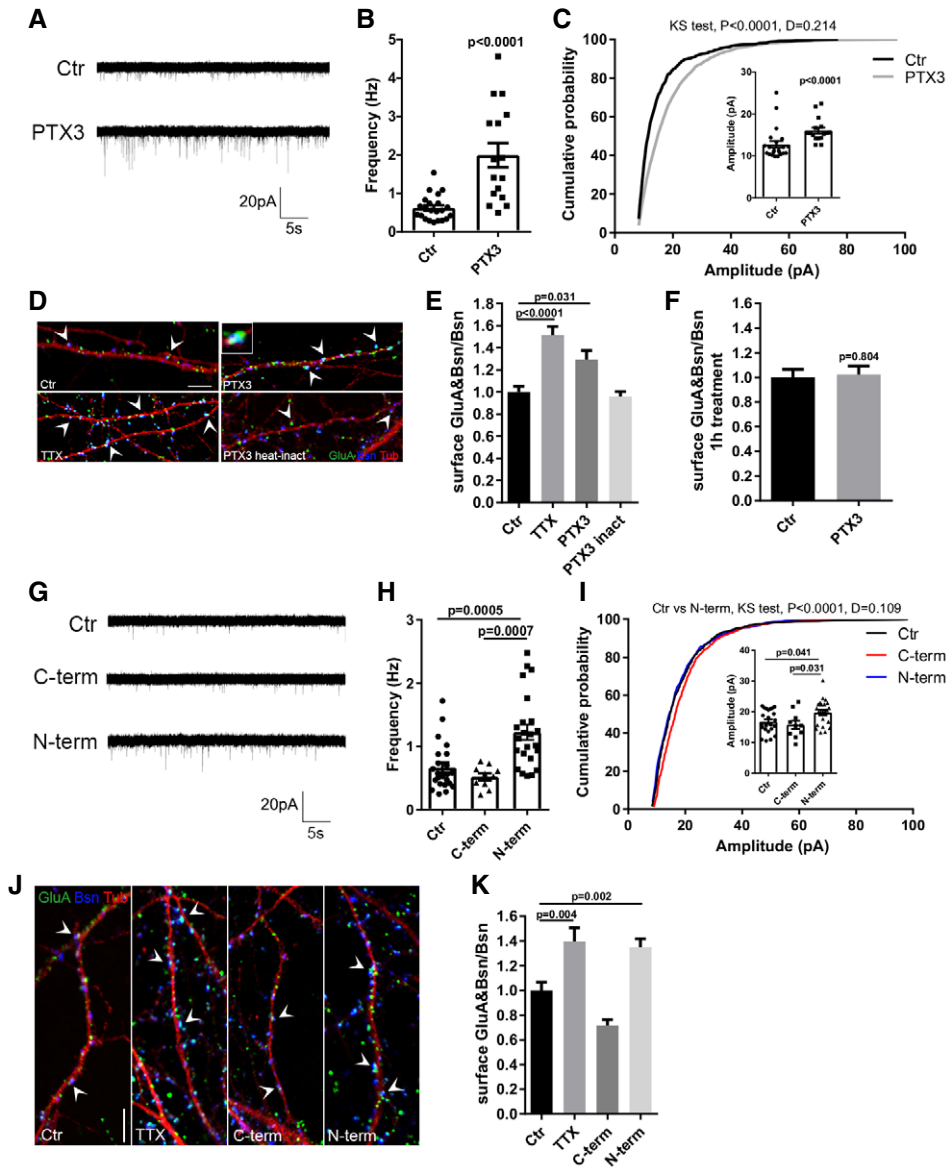 A
Ctr
PTX3
20pA
5s
B
p<0.0001
Frequency (Hz)
5
4
3
2
1
0
Ctr
PTX3
C
KS test, P<0.0001, D=0.214
Cumulative probability
100
80
60
40
20
0
0 20 40 60 80 100
Amplitude (pA)
Ctr
PTX3
p<0.0001
Amplitude (pA)
30
20
10
0
Ctr
PTX3
D
Ctr
PTX3
TTX
PTX3 heat-inact
GluA Bsn Tub
E
p=0.031
p<0.0001
surface GluA&Bsn/Bsn
1.8
1.6
1.4
1.2
1.0
0.8
0.6
0.4
0.2
0.0
Ctr
TTX
PTX3
PTX3 inact
F
p=0.804
surface GluA&Bsn/Bsn
1h treatment
1.6
1.4
1.2
1.0
0.8
0.6
0.4
0.2
0.0
Ctr
PTX3
G
Ctr
C-term
N-term
20pA
5s
H
p=0.0005
p=0.0007
Frequency (Hz)
3
2
1
0
Ctr
C-term
N-term
I
Ctr vs N-term, KS test, P<0.0001, D=0.109
Cumulative probability
100
80
60
40
20
0
0 20 40 60 80 100
Amplitude (pA)
Ctr
C-term
N-term
p=0.041
p=0.031
Amplitude (pA)
40
30
20
10
0
Ctr
C-term
N-term
J
GluA Bsn Tub
Ctr
TTX
C-term
N-term
K
p=0.002
p=0.004
surface GluA&Bsn/Bsn
1.6
1.4
1.2
1.0
0.8
0.6
0.4
0.2
0.0
Ctr
TTX
C-term
N-term